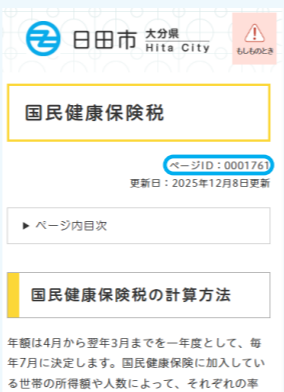 日田市 大分県
Hita City
もしものとき
国民健康保険税
ページID：0001761
更新日：2025年12月8日更新
▶ ページ内目次
国民健康保険税の計算方法
年額は4月から翌年3月までを一年度として、毎
年7月に決定します。国民健康保険に加入してい
る世帯の所得額や人数によって、それぞれの率